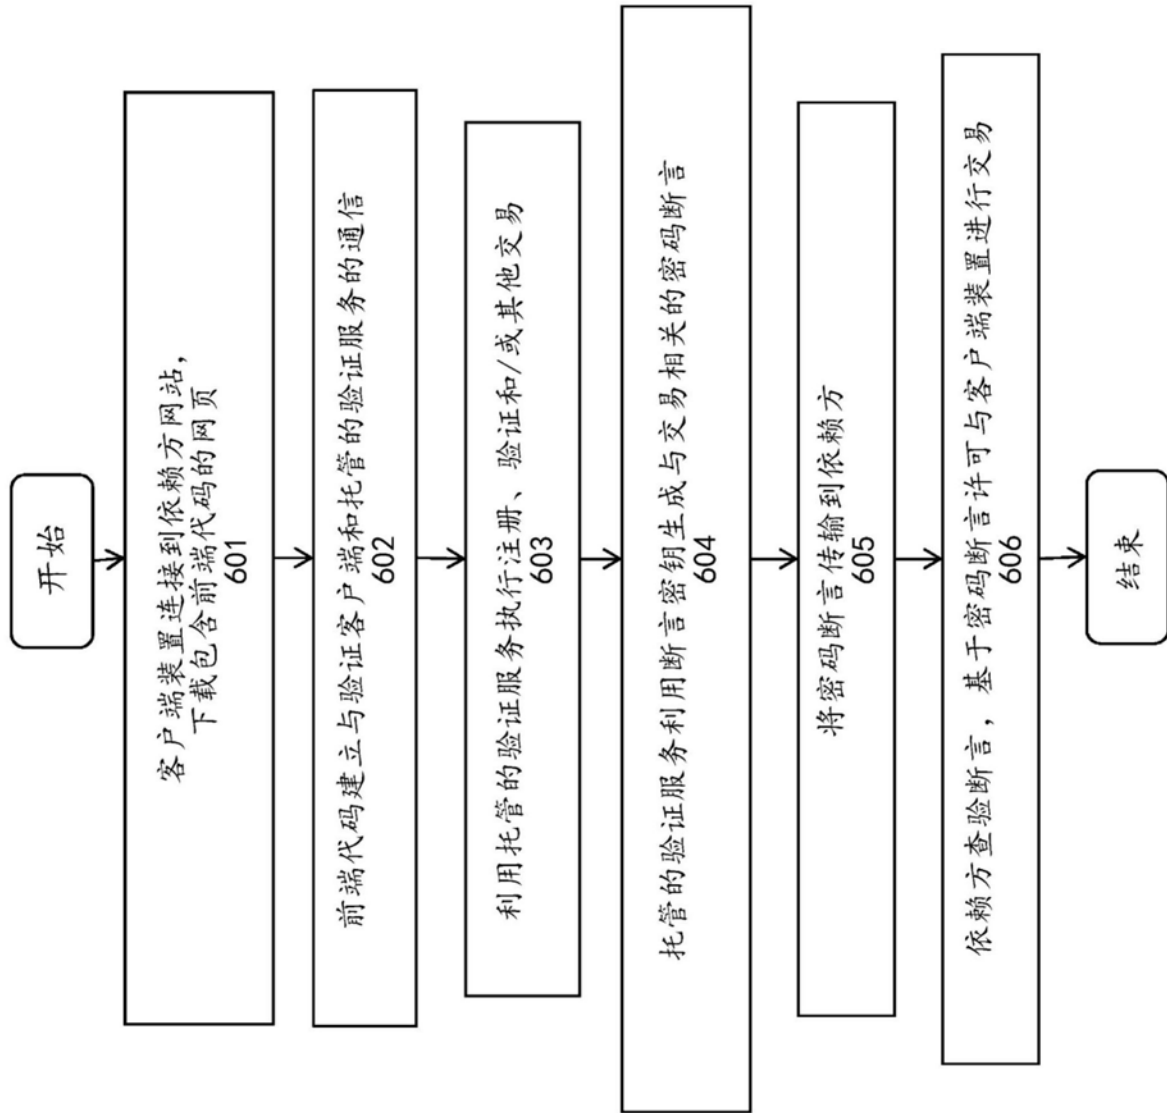 开始
客户端装置连接到依赖方网站，
下载包含前端代码的网页
601
前端代码建立与验证客户端和托管的验证服务的通信
602
利用托管的验证服务执行注册、验证和/或其他交易
603
托管的验证服务利用断言密钥生成与交易相关的密码断言
604
将密码断言传输到依赖方
605
依赖方查验断言，基于密码断言许可与客户端装置进行交易
606
结束